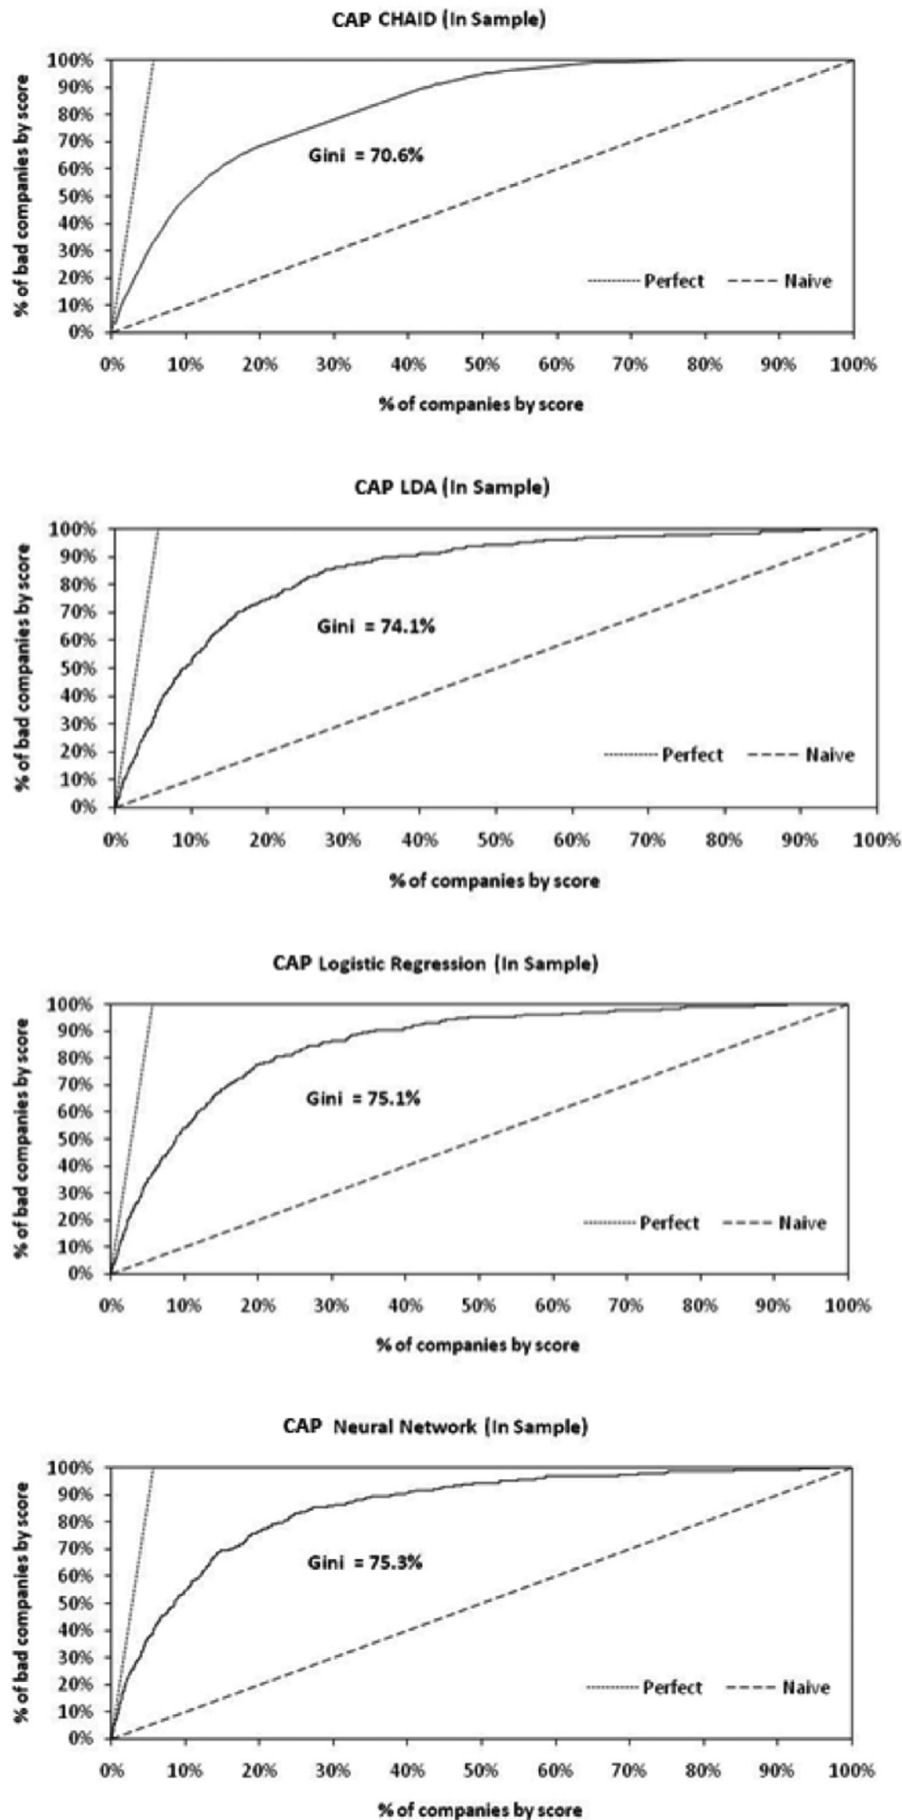 CAP CHAID (In Sample)
% of bad companies by score
100%
90%
80%
70%
60%
50%
40%
30%
20%
10%
0%
Gini = 70.6%
Perfect Naive
0% 10% 20% 30% 40% 50% 60% 70% 80% 90% 100%
% of companies by score
CAP LDA (In Sample)
% of bad companies by score
100%
90%
80%
70%
60%
50%
40%
30%
20%
10%
0%
Gini = 74.1%
Perfect Naive
0% 10% 20% 30% 40% 50% 60% 70% 80% 90% 100%
% of companies by score
CAP Logistic Regression (In Sample)
% of bad companies by score
100%
90%
80%
70%
60%
50%
40%
30%
20%
10%
0%
Gini = 75.1%
Perfect Naive
0% 10% 20% 30% 40% 50% 60% 70% 80% 90% 100%
% of companies by score
CAP Neural Network (In Sample)
% of bad companies by score
100%
90%
80%
70%
60%
50%
40%
30%
20%
10%
0%
Gini = 75.3%
Perfect Naive
0% 10% 20% 30% 40% 50% 60% 70% 80% 90% 100%
% of companies by score